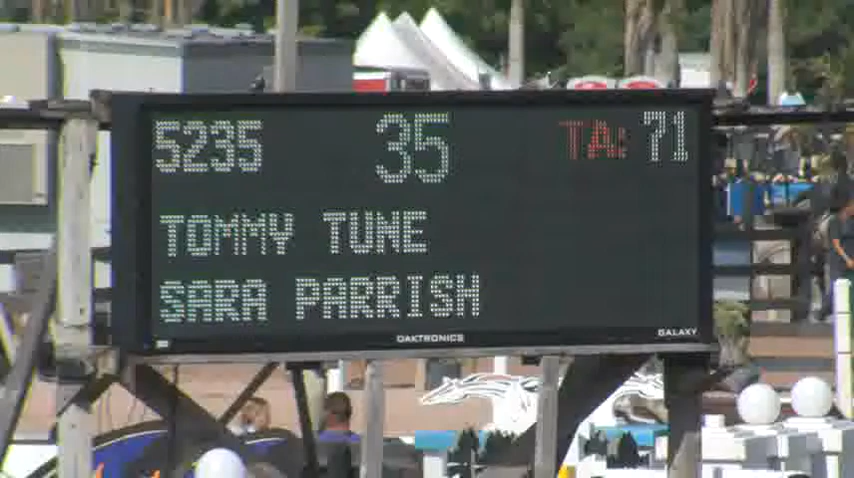 5235 35 TA: 71
TOMMY TUNE
SARA PARRISH
DAKTRONICS GALAXY